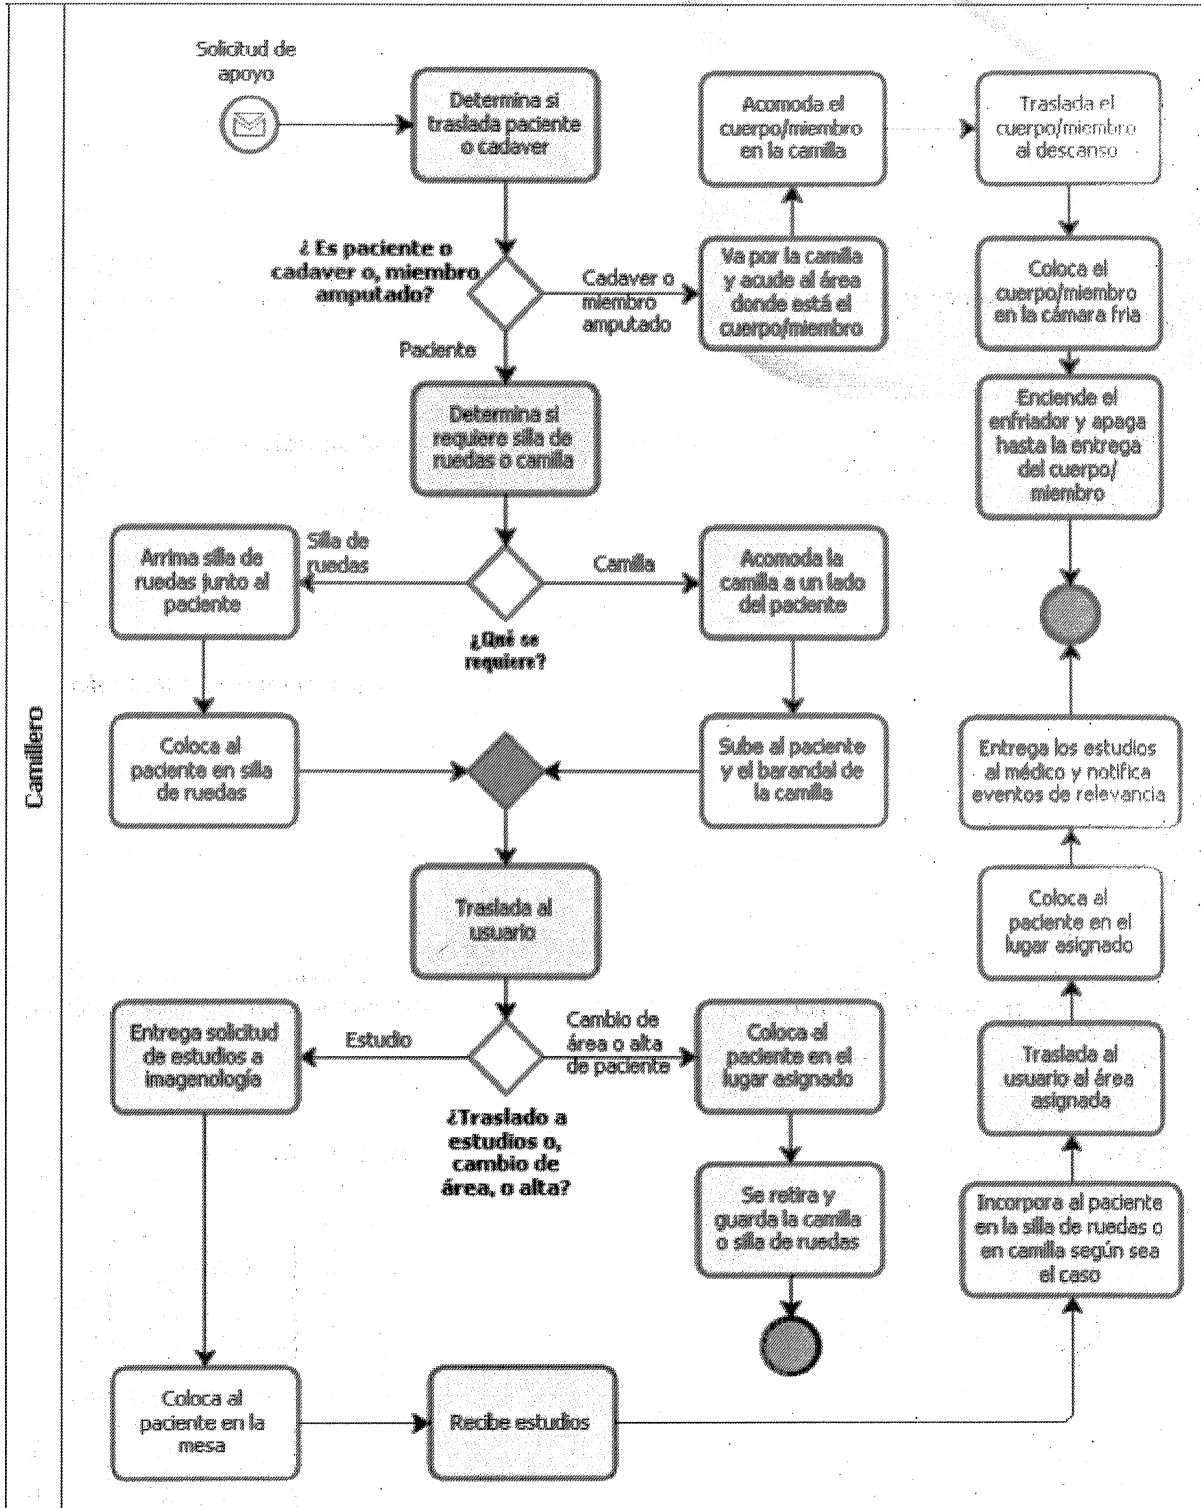 Camillero
Solicitud de
apoyo
Determina si
traslada paciente
o cadaver
¿ Es paciente o
cadaver o, miembro
amputado?
Cadaver o
miembro
amputado
Paciente
Va por la camilla
y acude al área
donde está el
cuerpo/miembro
Acomoda el
cuerpo/miembro
en la camilla
Traslada el
cuerpo/miembro
al descanso
Coloca el
cuerpo/miembro
en la cámara fria
Enciende el
enfriador y apaga
hasta la entrega
del cuerpo/
miembro
Determina si
requiere silla de
ruedas o camilla
Silla de
ruedas
Camilla
¿Qué se
requiere?
Arrima silla de
ruedas junto al
paciente
Acomoda la
camilla a un lado
del paciente
Coloca al
paciente en silla
de ruedas
Sube al paciente
y el barandal de
la camilla
Traslada al
usuario
Estudio
Cambio de
área o alta
de paciente
¿Traslado a
estudios o,
cambio de
área, o alta?
Coloca al
paciente en el
lugar asignado
Se retira y
guarda la camilla
o silla de ruedas
Entrega solicitud
de estudios a
imagenología
Coloca al
paciente en la
mesa
Recibe estudios
Incorpora al paciente
en la silla de ruedas o
en camilla según sea
el caso
Traslada al
usuario al área
asignada
Coloca al
paciente en el
lugar asignado
Entrega los estudios
al médico y notifica
eventos de relevancia